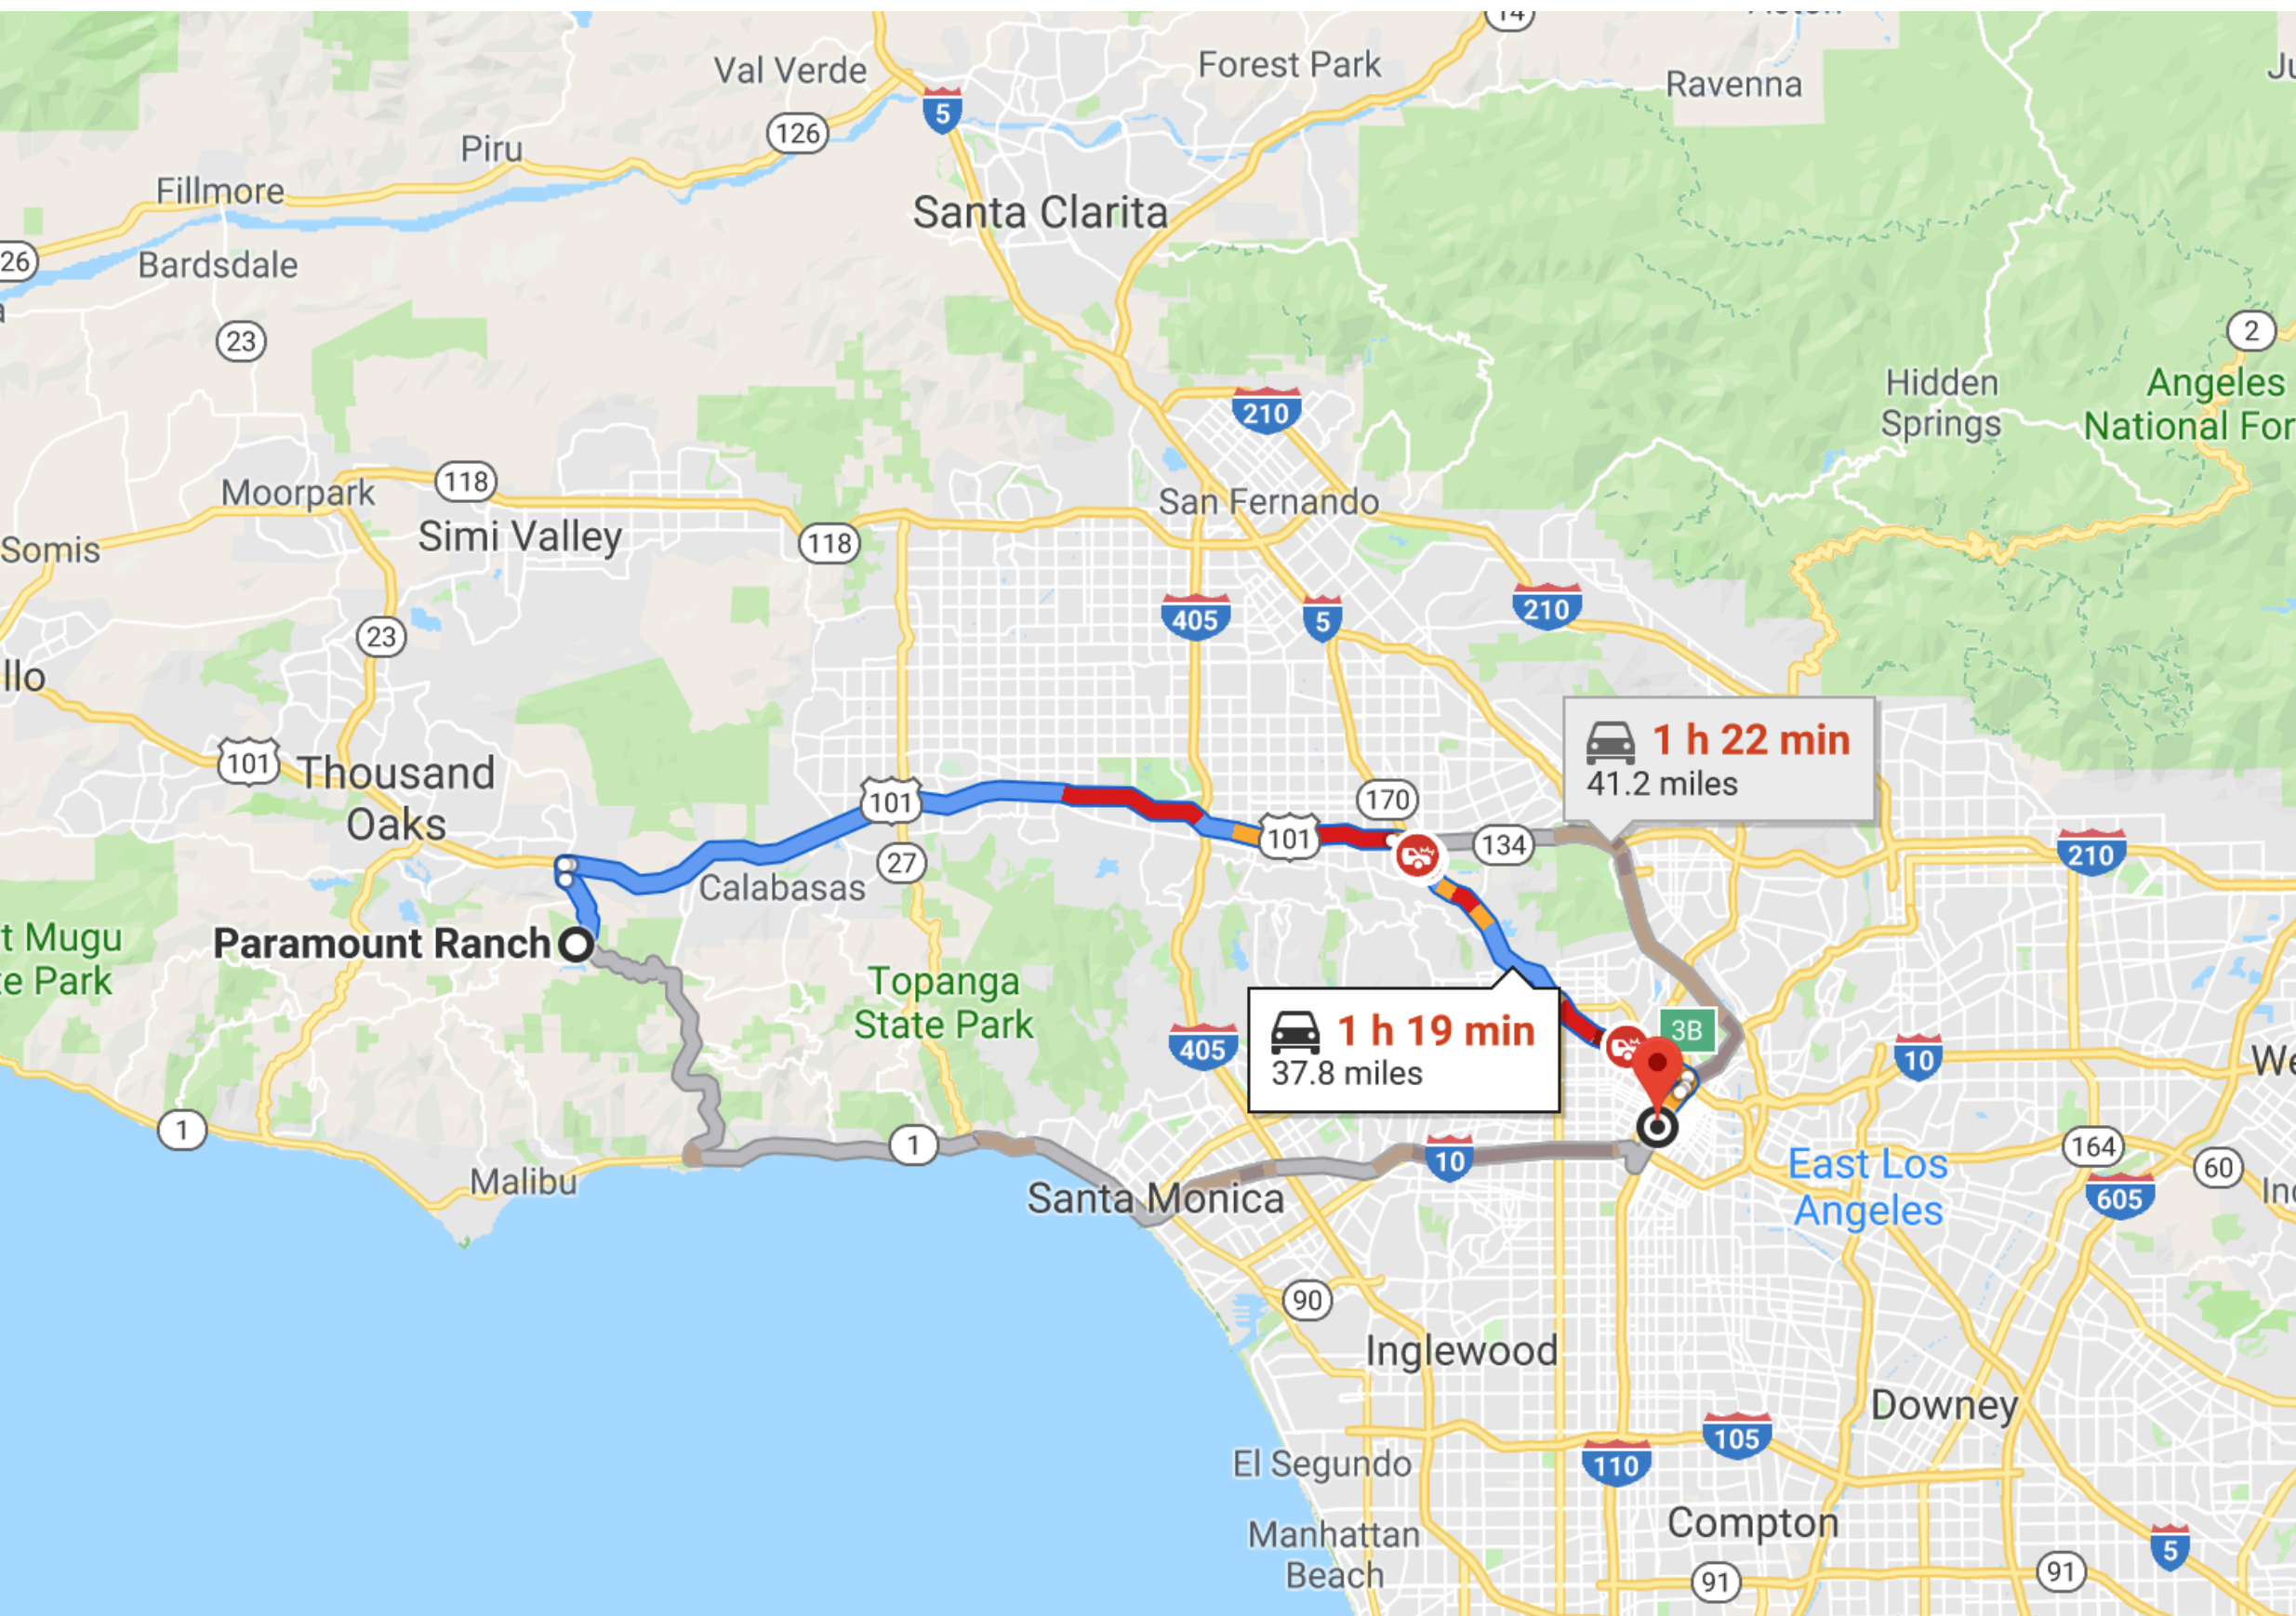 14
Val Verde
Forest Park
Ravenna
5
126
Piru
Fillmore
Santa Clarita
26
Bardsdale
23
2
210
Hidden
Springs
Angeles
National For
118
Moorpark
San Fernando
Simi Valley
118
Somis
405
5
210
23
llo
1 h 22 min
41.2 miles
101
Thousand
Oaks
101
170
101
134
27
210
Calabasas
t Mugu
te Park
Paramount Ranch
Topanga
State Park
1 h 19 min
37.8 miles
3B
405
10
We
1
1
10
164
60
Malibu
East Los
Angeles
605
Santa Monica
90
Inglewood
Downey
105
El Segundo
110
Compton
Manhattan
Beach
5
91
91